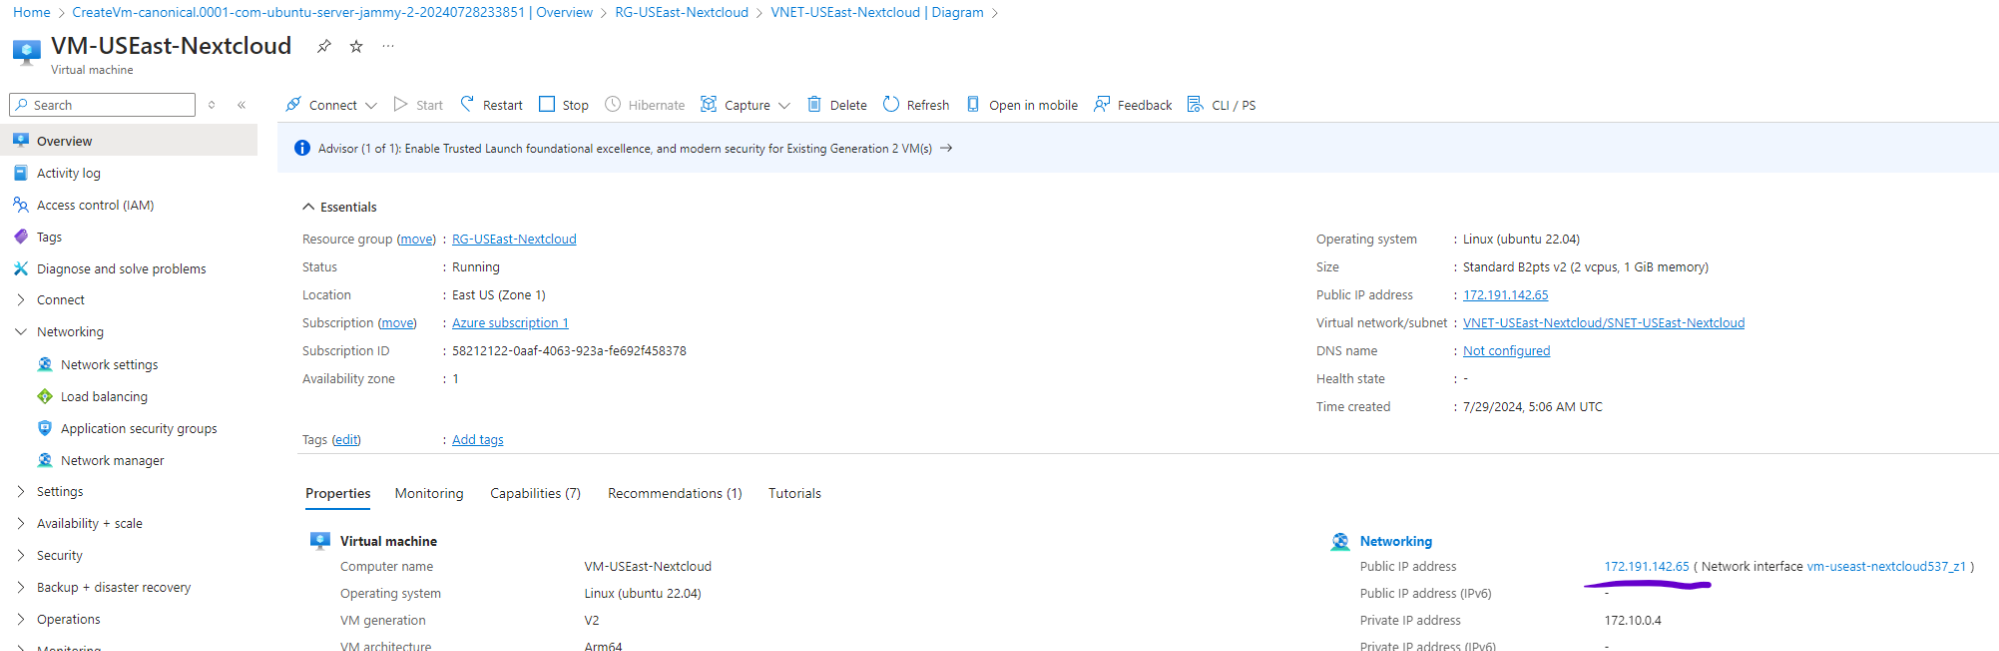 Home > CreateVm-canonical.0001-com-ubuntu-server-jammy-2-20240728233851 | Overview > RG-USEast-Nextcloud > VNET-USEast-Nextcloud | Diagram >
VM-USEast-Nextcloud
Virtual machine
Search
Connect Start Restart Stop Hibernate Capture Delete Refresh Open in mobile Feedback CLI / PS
Overview
Activity log
Access control (IAM)
Tags
Diagnose and solve problems
Connect
Networking
Network settings
Load balancing
Application security groups
Network manager
Settings
Availability + scale
Security
Backup + disaster recovery
Operations
Monitoring
Advisor (1 of 1): Enable Trusted Launch foundational excellence, and modern security for Existing Generation 2 VM(s) →
Essentials
Resource group (move) : RG-USEast-Nextcloud
Status : Running
Location : East US (Zone 1)
Subscription (move) : Azure subscription 1
Subscription ID : 58212122-0aaf-4063-923a-fe692f458378
Availability zone : 1
Operating system : Linux (ubuntu 22.04)
Size : Standard B2pts v2 (2 vcpus, 1 GiB memory)
Public IP address : 172.191.142.65
Virtual network/subnet : VNET-USEast-Nextcloud/SNET-USEast-Nextcloud
DNS name : Not configured
Health state : -
Time created : 7/29/2024, 5:06 AM UTC
Tags (edit) : Add tags
Properties Monitoring Capabilities (7) Recommendations (1) Tutorials
Virtual machine
Computer name VM-USEast-Nextcloud
Operating system Linux (ubuntu 22.04)
VM generation V2
VM architecture Arm64
Networking
Public IP address 172.191.142.65 ( Network interface vm-useast-nextcloud537_z1 )
Public IP address (IPv6) -
Private IP address 172.10.0.4
Private IP address (IPv6) -